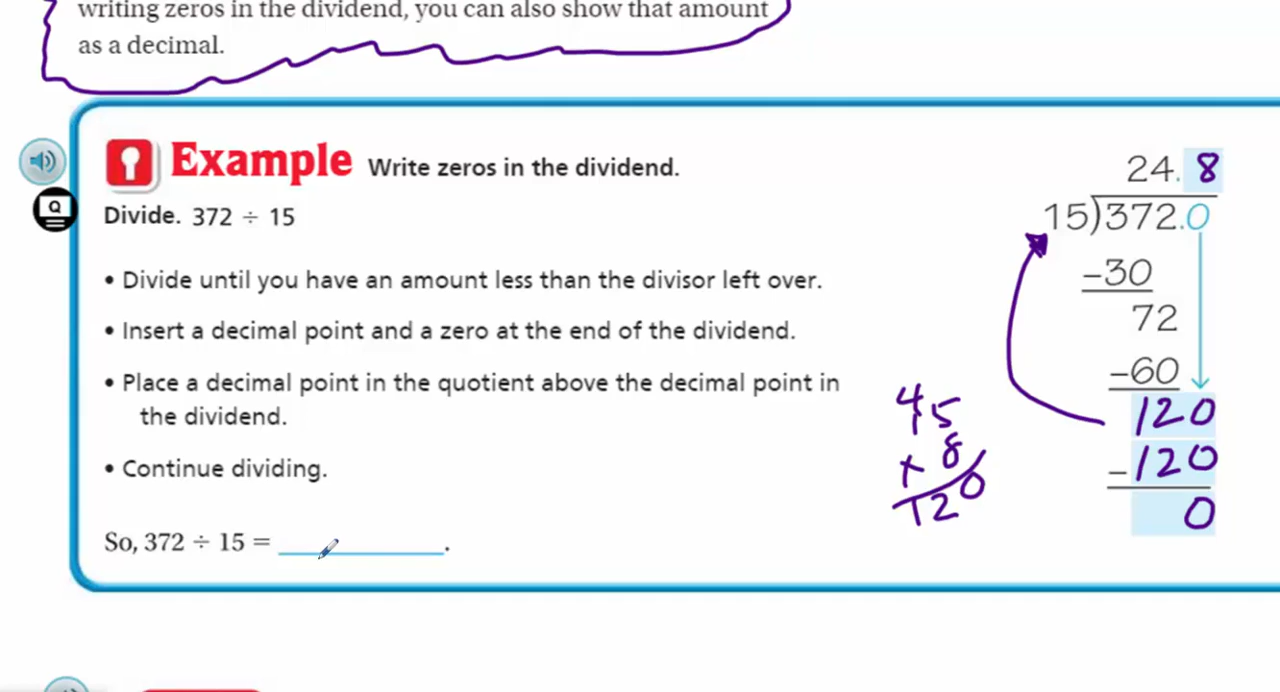 writing zeros in the dividend, you can also show that amount
as a decimal.
Example Write zeros in the dividend.
Divide. 372 ÷ 15
• Divide until you have an amount less than the divisor left over.
• Insert a decimal point and a zero at the end of the dividend.
• Place a decimal point in the quotient above the decimal point in
the dividend.
• Continue dividing.
So, 372 ÷ 15 = ______.
24.8
15)372.0
-30
72
-60
120
-120
0
4
15
x 8
120
Q